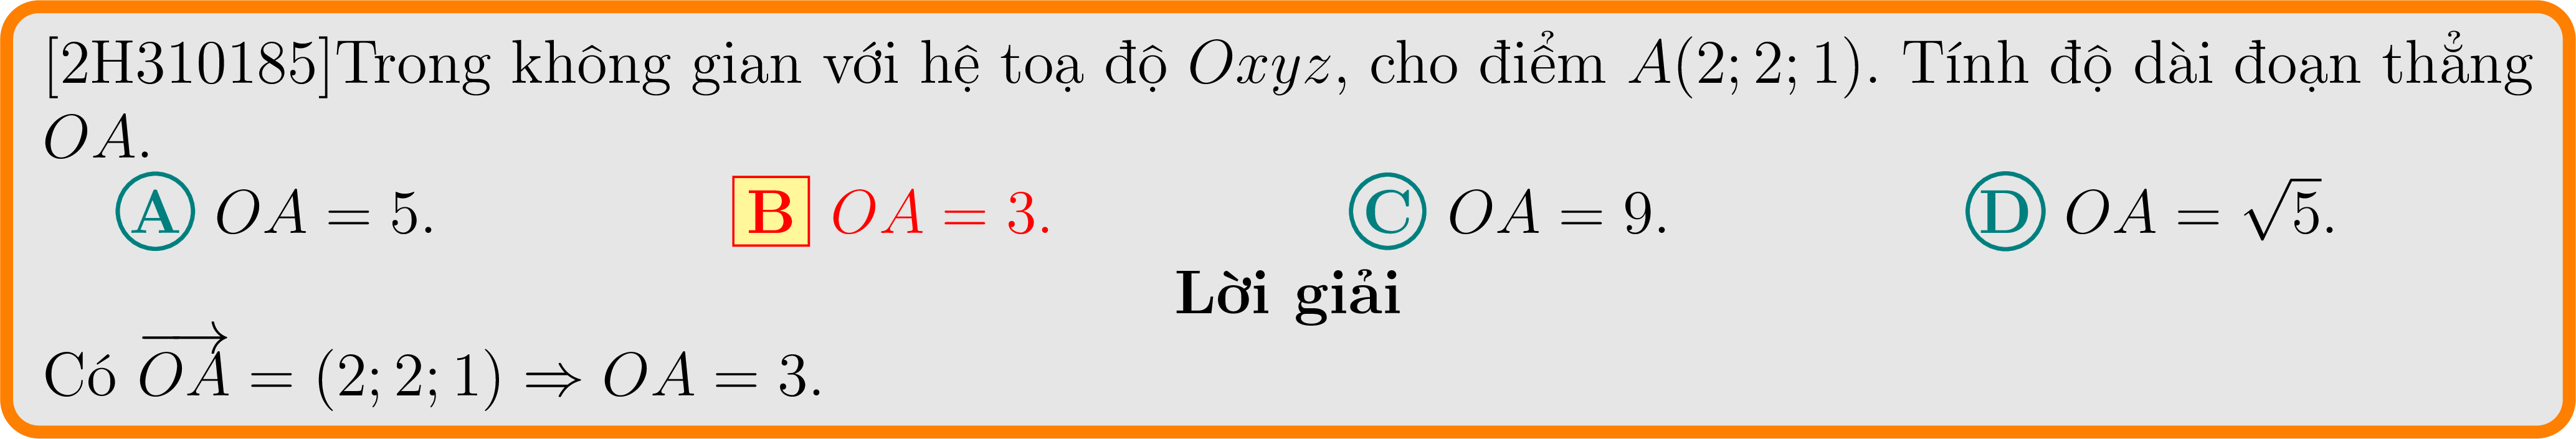 [2H310185]Trong không gian với hệ toạ độ Oxyz, cho điểm A(2; 2; 1). Tính độ dài đoạn thẳng
OA.
A OA = 5. B OA = 3. C OA = 9. D OA = √5.
Lời giải
Có \overrightarrow{OA} = (2; 2; 1) ⇒ OA = 3.